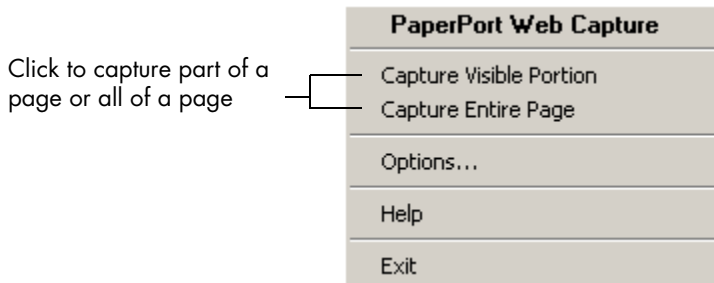 PaperPort Web Capture
Click to capture part of a
page or all of a page
Capture Visible Portion
Capture Entire Page
Options...
Help
Exit